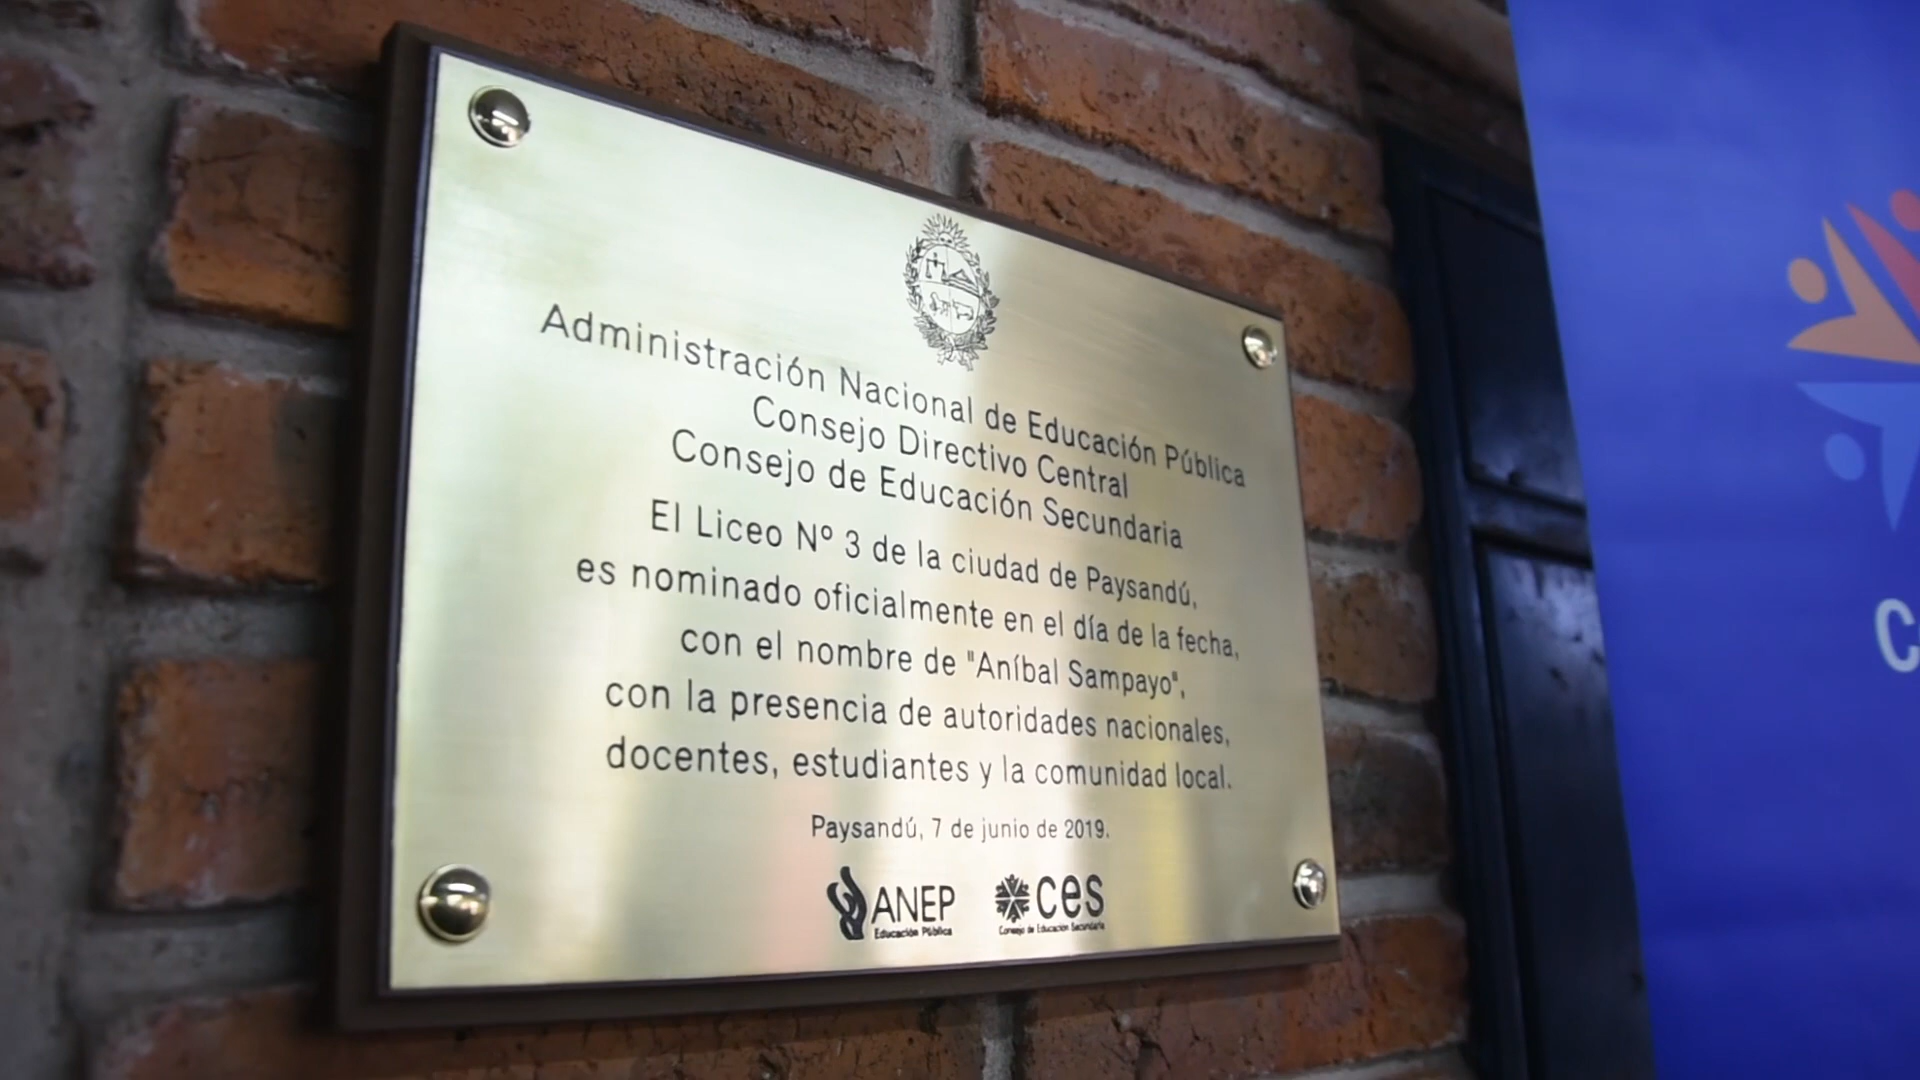 Administración Nacional de Educación Pública
Consejo Directivo Central
Consejo de Educación Secundaria
El Liceo Nº 3 de la ciudad de Paysandú,
es nominado oficialmente en el día de la fecha,
con el nombre de "Aníbal Sampayo",
con la presencia de autoridades nacionales,
docentes, estudiantes y la comunidad local.
Paysandú, 7 de junio de 2019.
ANEP
Educación Pública
ces
Consejo de Educación Secundaria
C